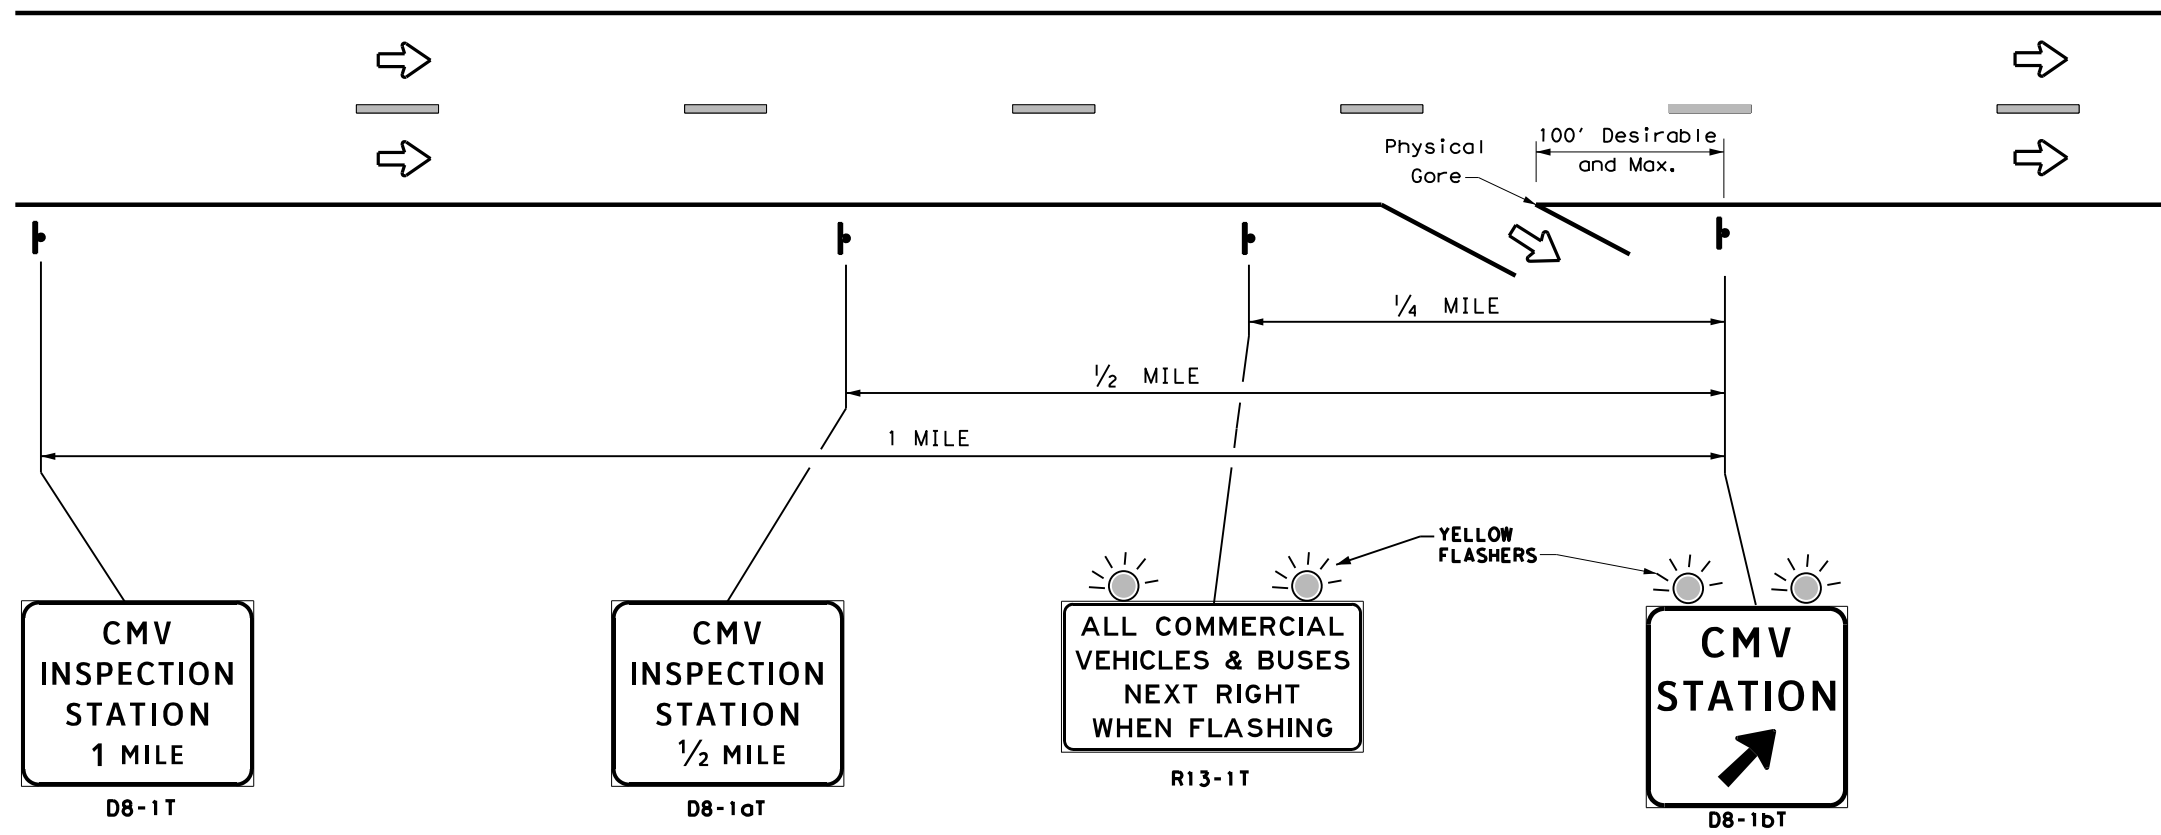 100' Desirable
and Max.
Physical
Gore
1/4 MILE
1/2 MILE
1 MILE
YELLOW
FLASHERS
CMV
INSPECTION
STATION
1 MILE
D8-1T
CMV
INSPECTION
STATION
1/2 MILE
D8-1aT
ALL COMMERCIAL
VEHICLES & BUSES
NEXT RIGHT
WHEN FLASHING
R13-1T
CMV
STATION
D8-1bT